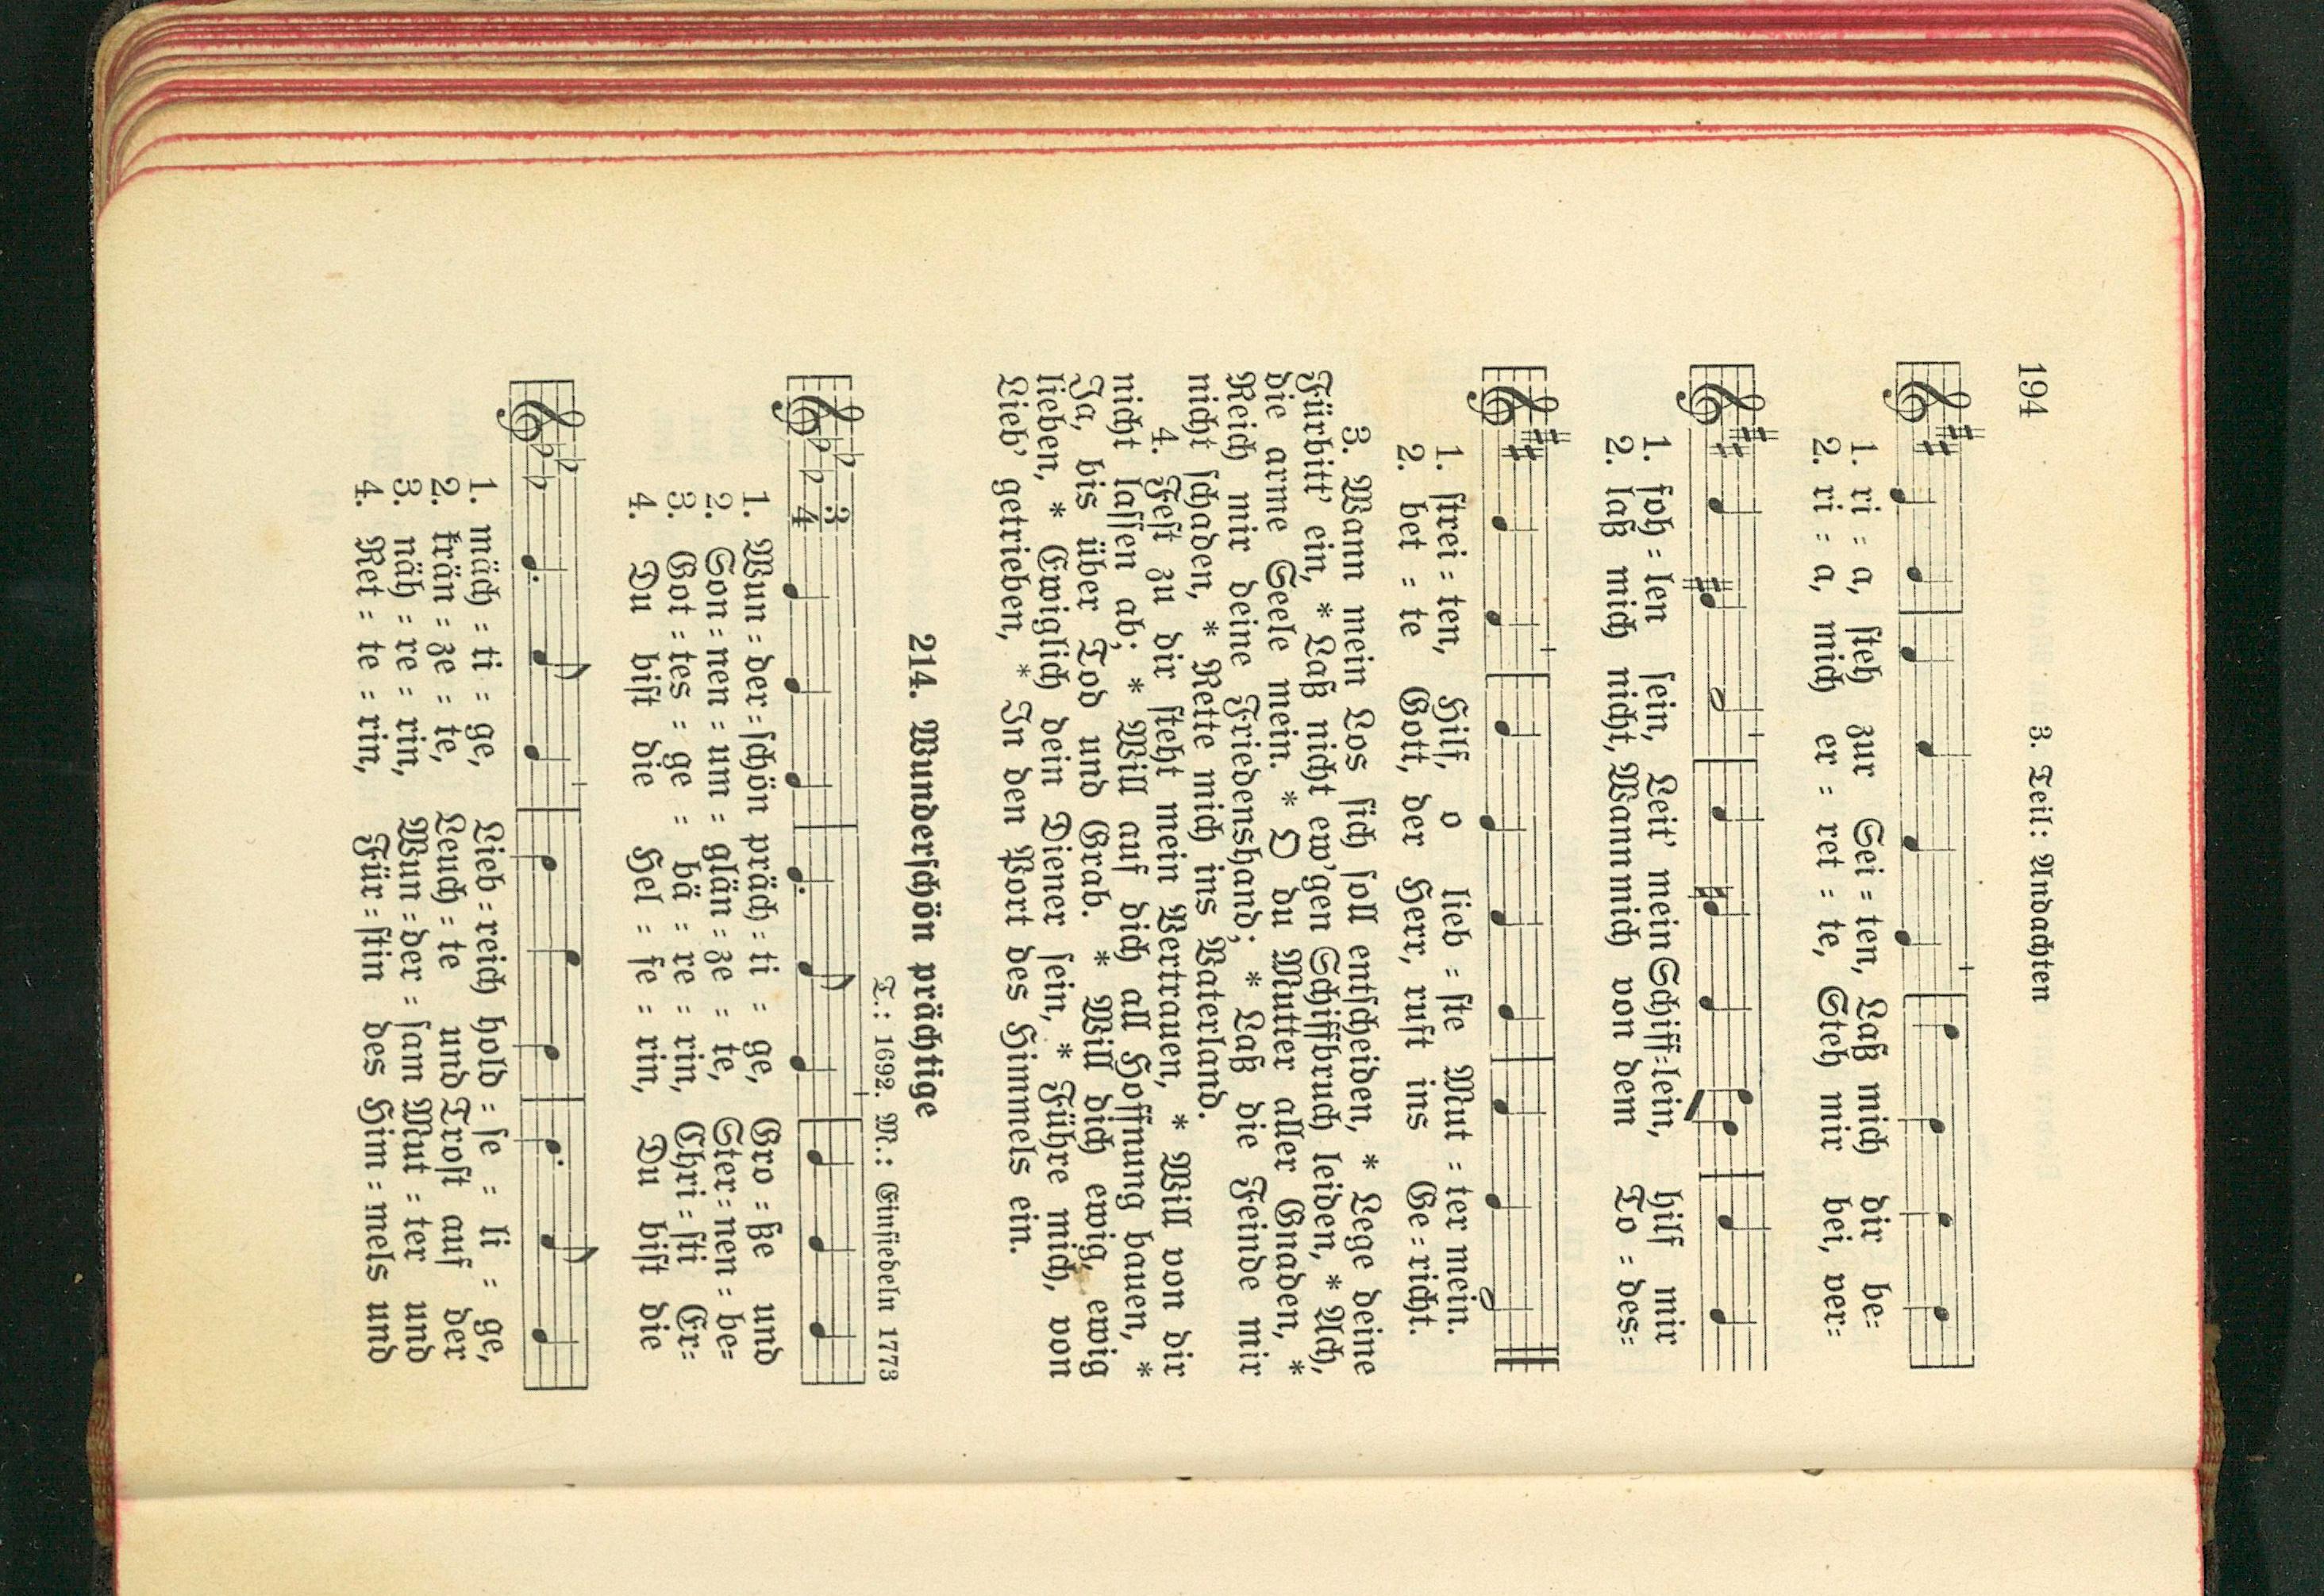 194
3. Teil: Andachten
1. ri = a, ſteh zur Sei = ten, Laß mich dir be=
2. ri = a, mich er = ret = te, Steh mir bei, ver=
1. foh = len ſein, Leit' mein Schiff=lein, hilf mir
2. laß mich nicht, Wann mich von dem To = des=
1. ſtrei = ten, Hilf, o lieb = ſte Mut = ter mein.
2. bet = te Gott, der Herr, ruft ins Ge = richt.
3. Wann mein Los ſich ſoll entſcheiden, * Lege deine
Fürbitt' ein, * Laß nicht ew'gen Schiffbruch leiden, * Ach,
die arme Seele mein. * O du Mutter aller Gnaden, *
Reich mir deine Friedenshand; * Laß die Feinde mir
nicht ſchaden, * Rette mich ins Vaterland.
4. Feſt zu dir ſteht mein Vertrauen, * Will von dir
nicht laſſen ab; * Will auf dich all Hoffnung bauen, *
Ja, bis über Tod und Grab. * Will dich ewig, ewig
lieben, * Ewiglich dein Diener ſein, * Führe mich, von
Lieb' getrieben, * In den Port des Himmels ein.
214. Wunderſchön prächtige
T.: 1692. M.: Einſiedeln 1773
3
4
1. Wun = der = ſchön präch = ti = ge, Gro = ße und
2. Son = nen = um = glän = ze = te, Ster = nen = be=
3. Got = tes = ge = bä = re = rin, Chri = ſti Er=
4. Du biſt die Hel = fe = rin, Du biſt die
1. mäch = ti = ge, Lieb = reich hold = ſe = li = ge,
2. krän = ze = te, Leuch = te und Troſt auf der
3. näh = re = rin, Wun = der = ſam Mut = ter und
4. Ret = te = rin, Für = ſtin des Him = mels und